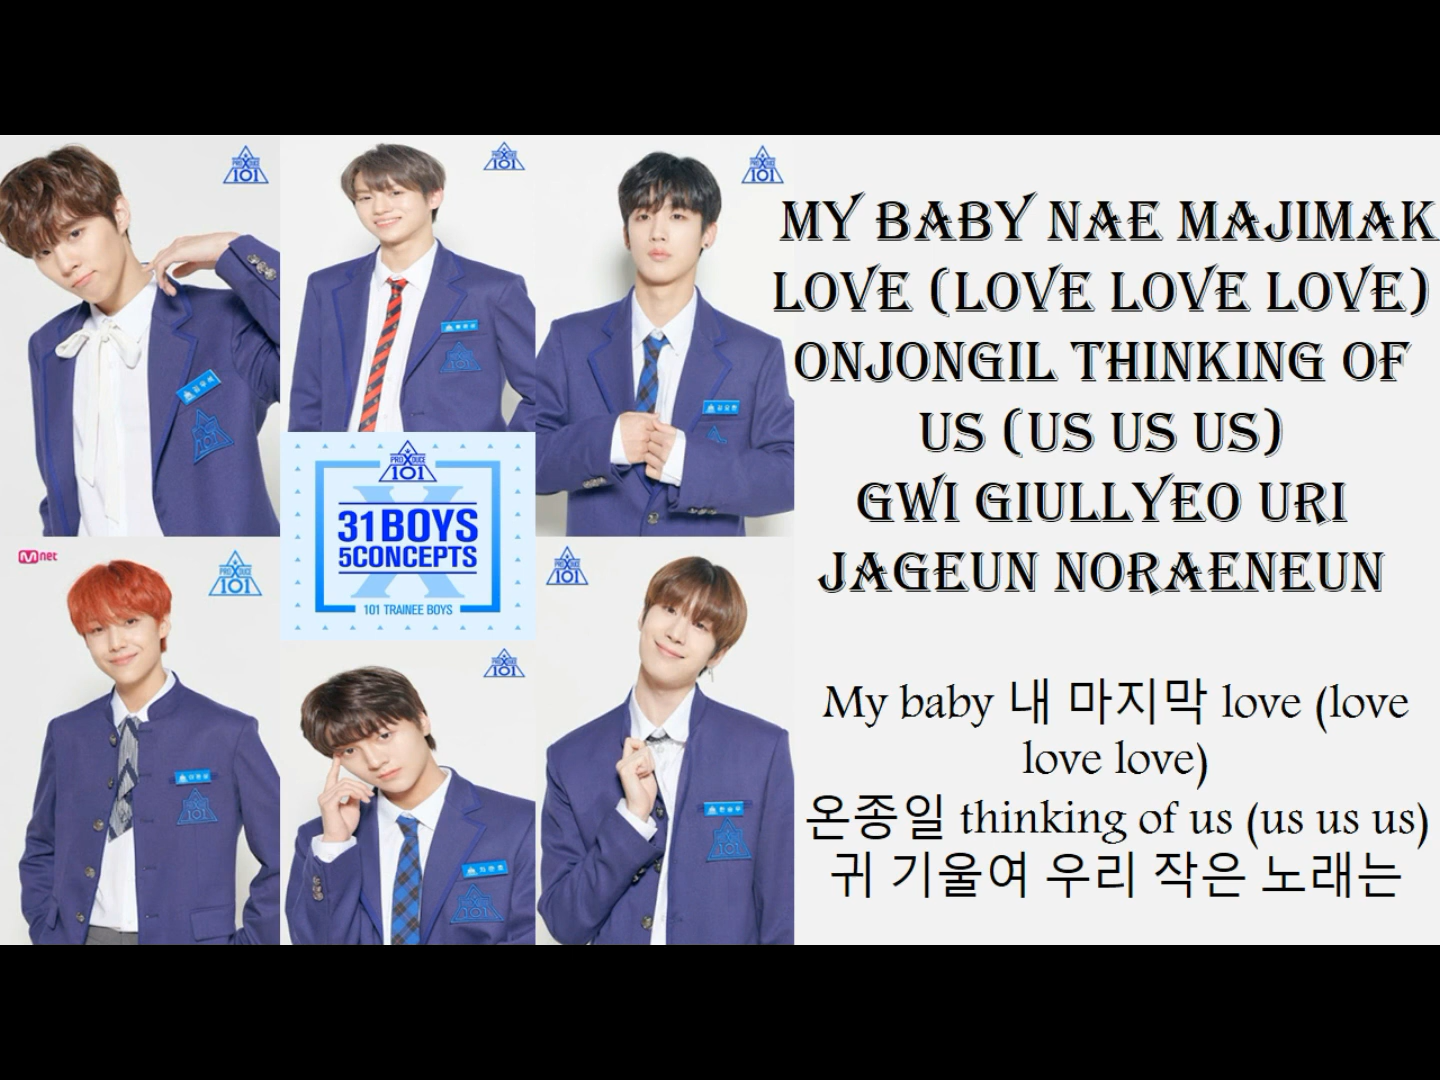 PRODUCE
101
PRODUCE
101
PRODUCE
101
MY BABY NAE MAJIMAK
LOVE (LOVE LOVE LOVE)
ONJONGIL THINKING OF
US (US US US)
GWI GIULLYEO URI
JAGEUN NORAENEUN
PRODUCE
101
31 BOYS
5CONCEPTS
101 TRAINEE BOYS
Mnet
PRODUCE
101
PRODUCE
101
PRODUCE
101
My baby 내 마지막 love (love
love love)
온종일 thinking of us (us us us)
귀 기울여 우리 작은 노래는